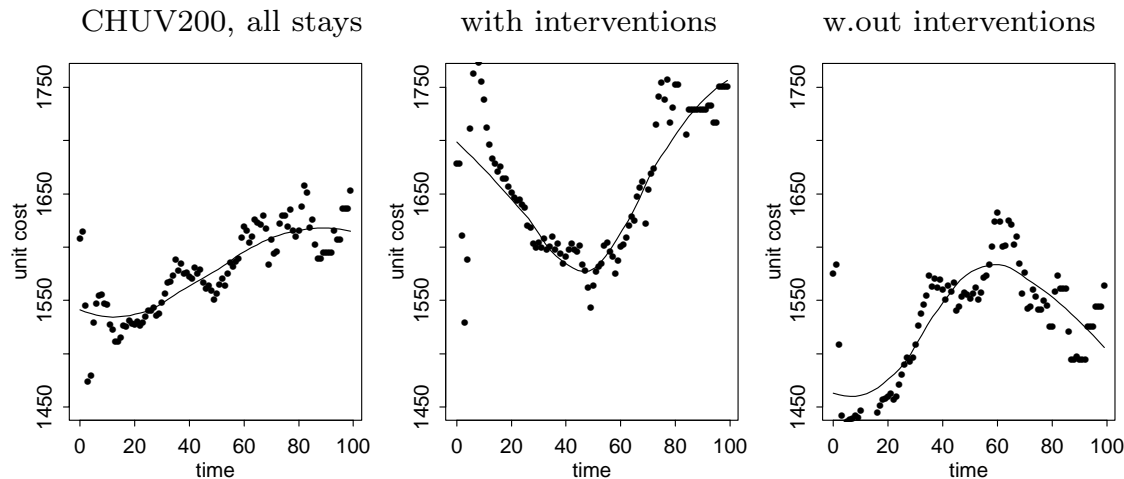 CHUV200, all stays
with interventions
w.out interventions
unit cost
1450 1550 1650 1750
0 20 40 60 80 100
time
unit cost
1450 1550 1650 1750
0 20 40 60 80 100
time
unit cost
1450 1550 1650 1750
0 20 40 60 80 100
time